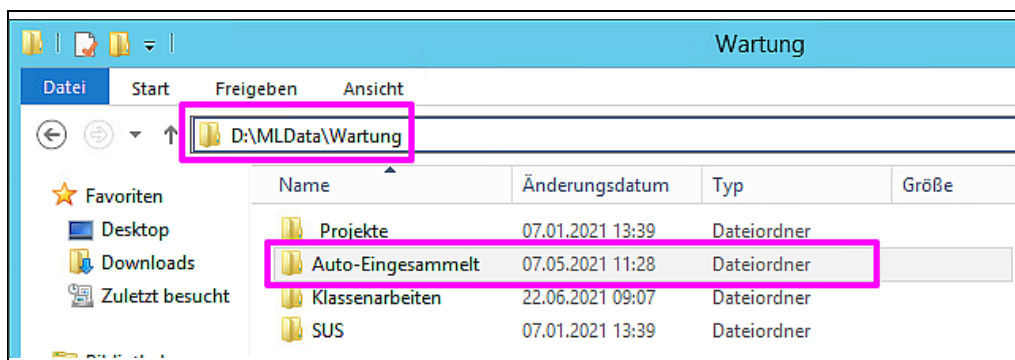 Wartung
Datei Start Freigeben Ansicht
D:\MLData\Wartung
Name Änderungsdatum Typ Größe
Favoriten
Desktop
Downloads
Zuletzt besucht
Projekte 07.01.2021 13:39 Dateiordner
Auto-Eingesammelt 07.05.2021 11:28 Dateiordner
Klassenarbeiten 22.06.2021 09:07 Dateiordner
SUS 07.01.2021 13:39 Dateiordner